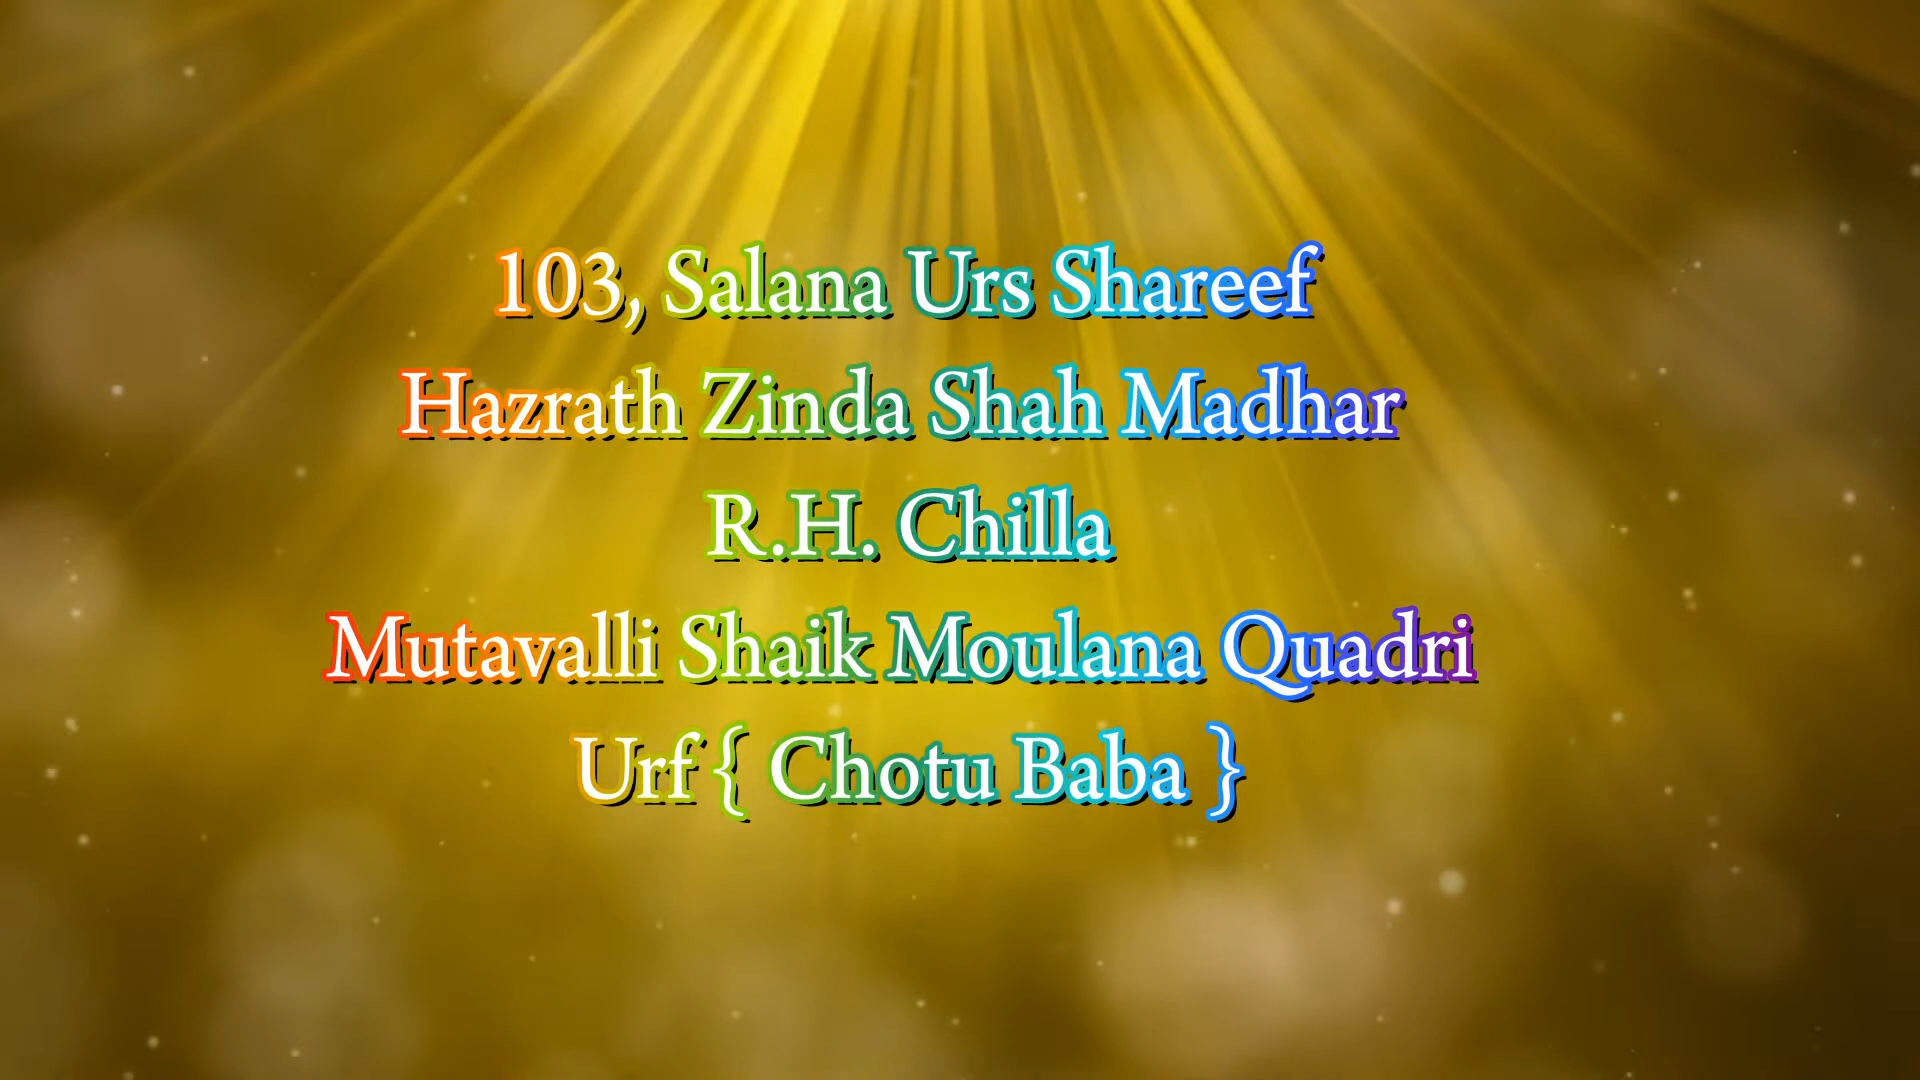 103, Salana Urs Shareef
Hazrath Zinda Shah Madhar
R.H. Chilla
Mutavalli Shaik Moulana Quadri
Urf { Chotu Baba }